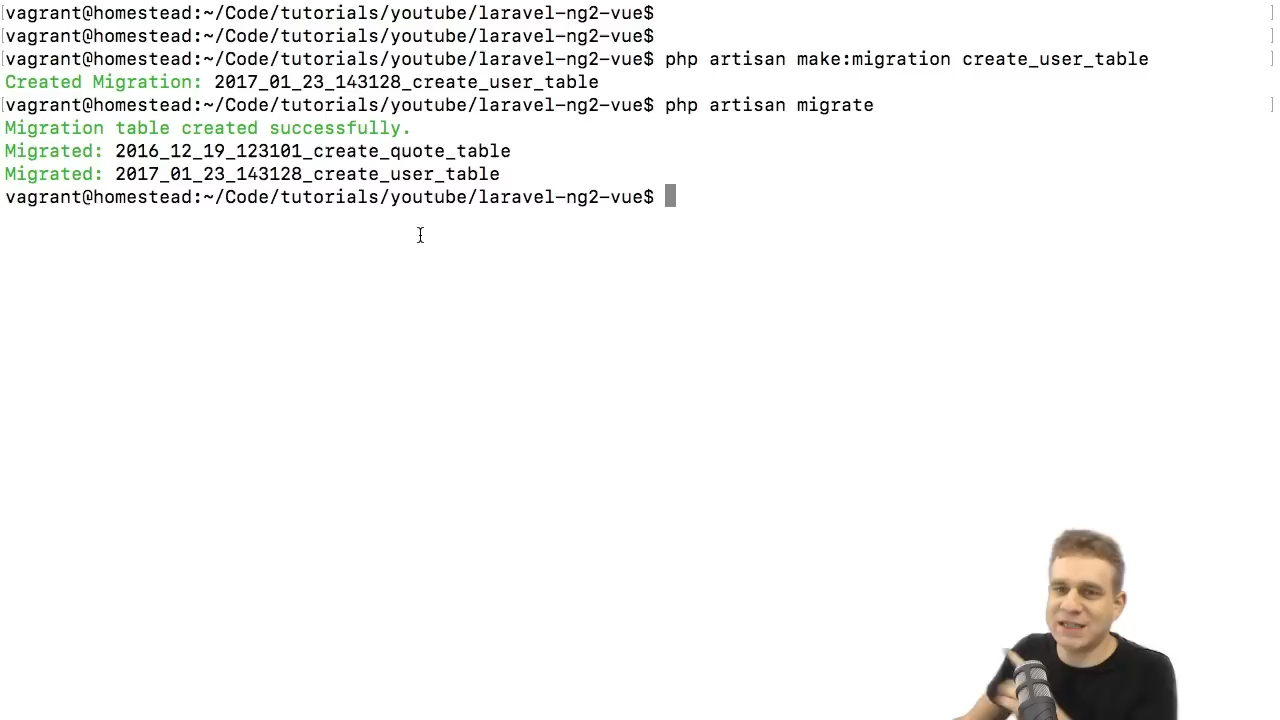 [vagrant@homestead:~/Code/tutorials/youtube/laravel-ng2-vue$ ]
[vagrant@homestead:~/Code/tutorials/youtube/laravel-ng2-vue$ ]
[vagrant@homestead:~/Code/tutorials/youtube/laravel-ng2-vue$ php artisan make:migration create_user_table ]
Created Migration: 2017_01_23_143128_create_user_table
[vagrant@homestead:~/Code/tutorials/youtube/laravel-ng2-vue$ php artisan migrate ]
Migration table created successfully.
Migrated: 2016_12_19_123101_create_quote_table
Migrated: 2017_01_23_143128_create_user_table
vagrant@homestead:~/Code/tutorials/youtube/laravel-ng2-vue$